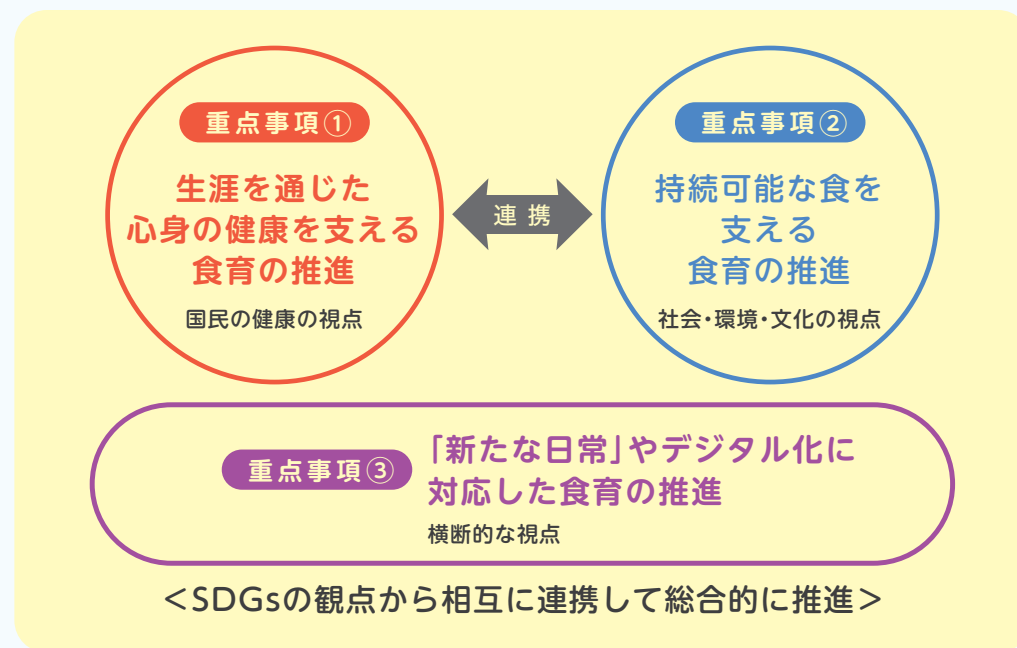 重点事項①
生涯を通じた
心身の健康を支える
食育の推進
国民の健康の視点
連携
重点事項②
持続可能な食を
支える
食育の推進
社会・環境・文化の視点
重点事項③
「新たな日常」やデジタル化に
対応した食育の推進
横断的な視点
＜SDGsの観点から相互に連携して総合的に推進＞